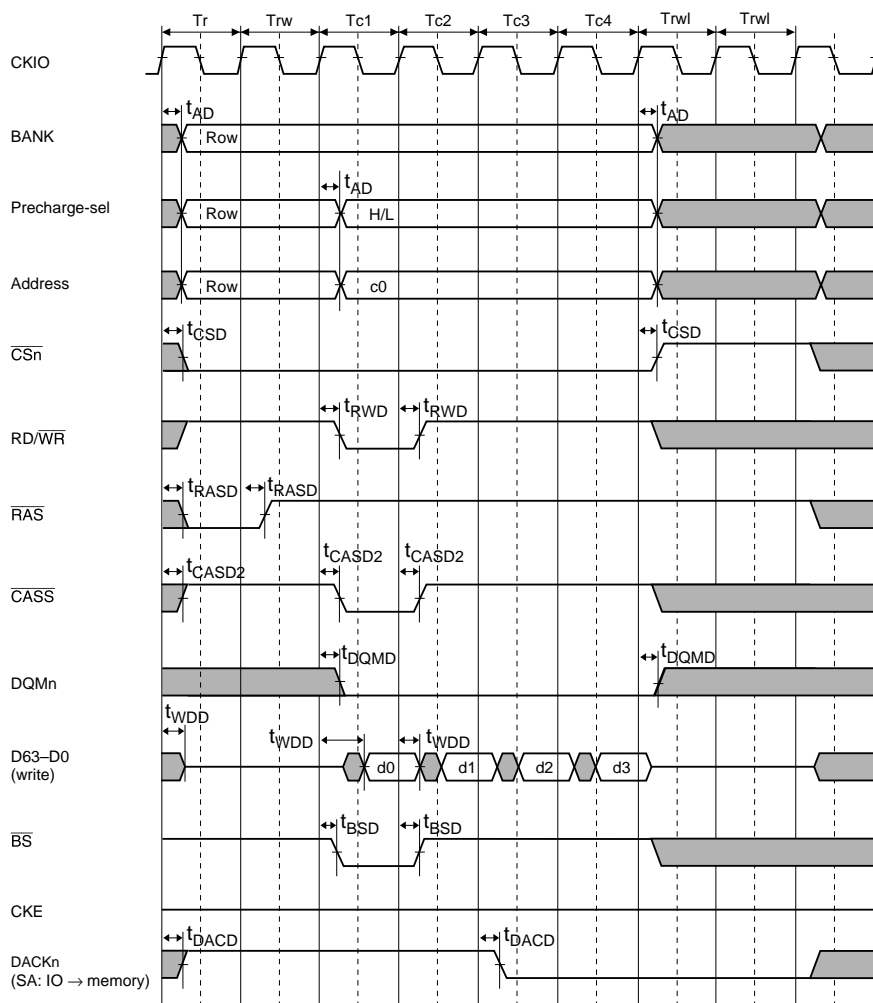 Tr Trw Tc1 Tc2 Tc3 Tc4 Trwl Trwl
CKIO
tAD tAD
BANK Row
tAD
Precharge-sel Row H/L
Address Row c0
tCSD tCSD
CSn
tRWD tRWD
RD/WR
tRASD tRASD
RAS
tCASD2 tCASD2 tCASD2
CASS
tDQMD tDQMD
DQMn
tWDD tWDD tWDD
D63–D0
(write)
d0 d1 d2 d3
tBSD tBSD
BS
CKE
tDACD tDACD
DACKn
(SA: IO → memory)